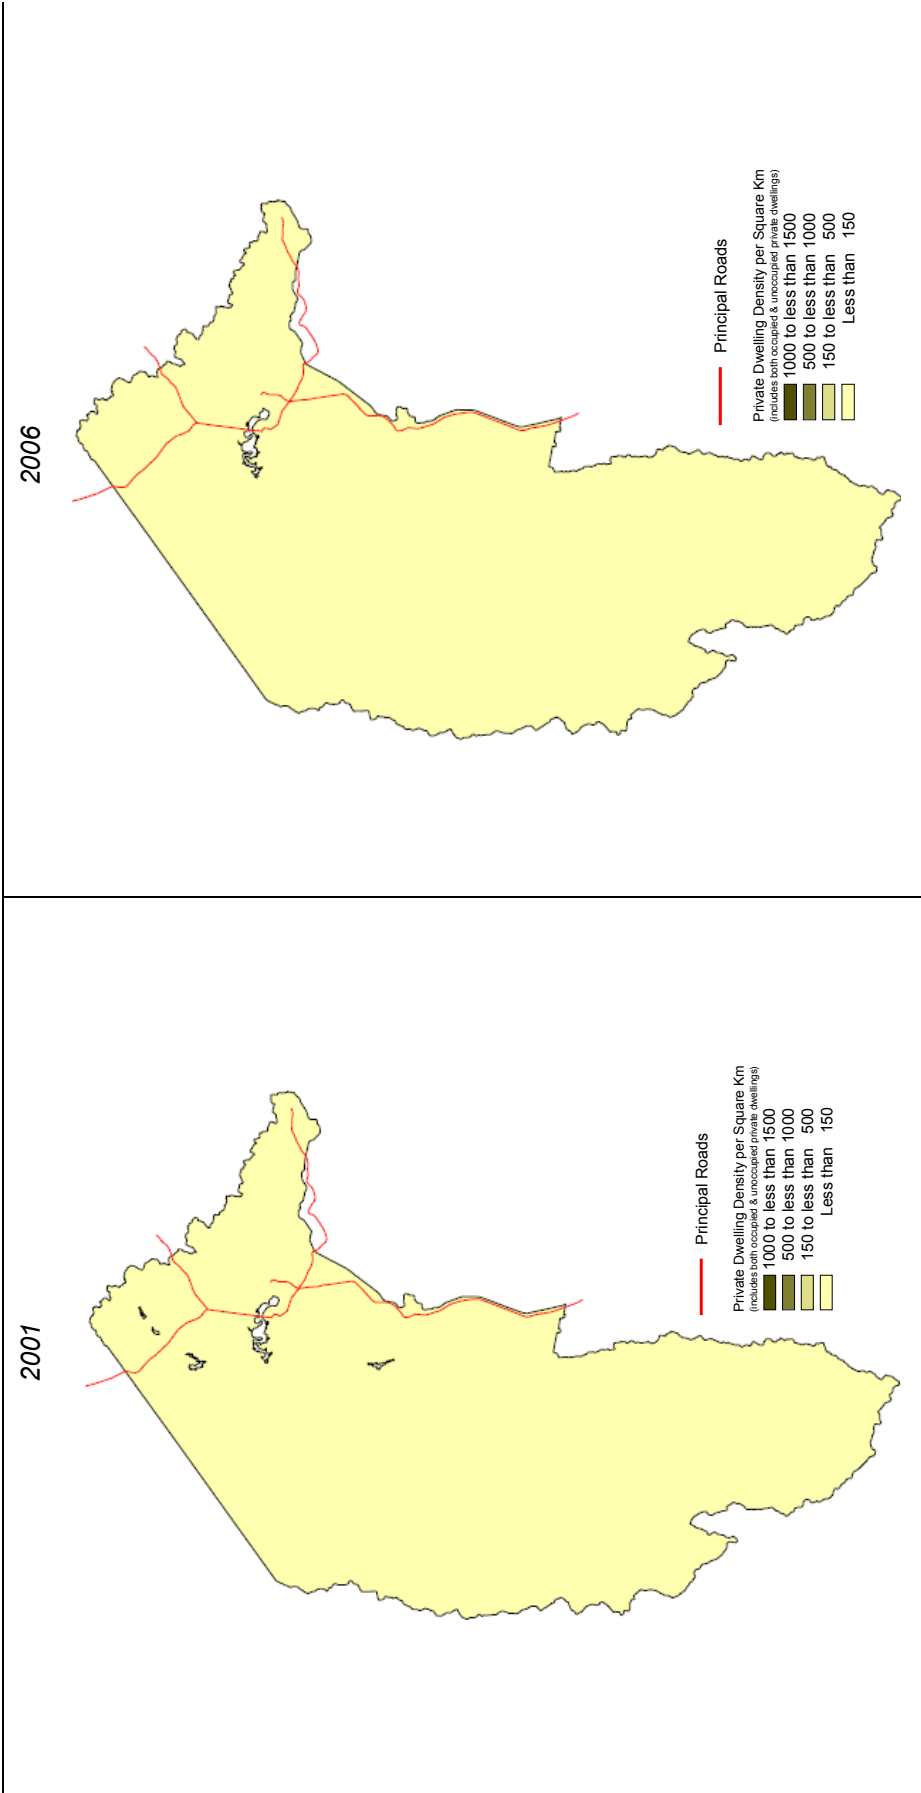 2006
Principal Roads
Private Dwelling Density per Square Km
(includes both occupied & unoccupied private dwellings)
1000 to less than 1500
500 to less than 1000
150 to less than 500
Less than 150
2001
Principal Roads
Private Dwelling Density per Square Km
(includes both occupied & unoccupied private dwellings)
1000 to less than 1500
500 to less than 1000
150 to less than 500
Less than 150